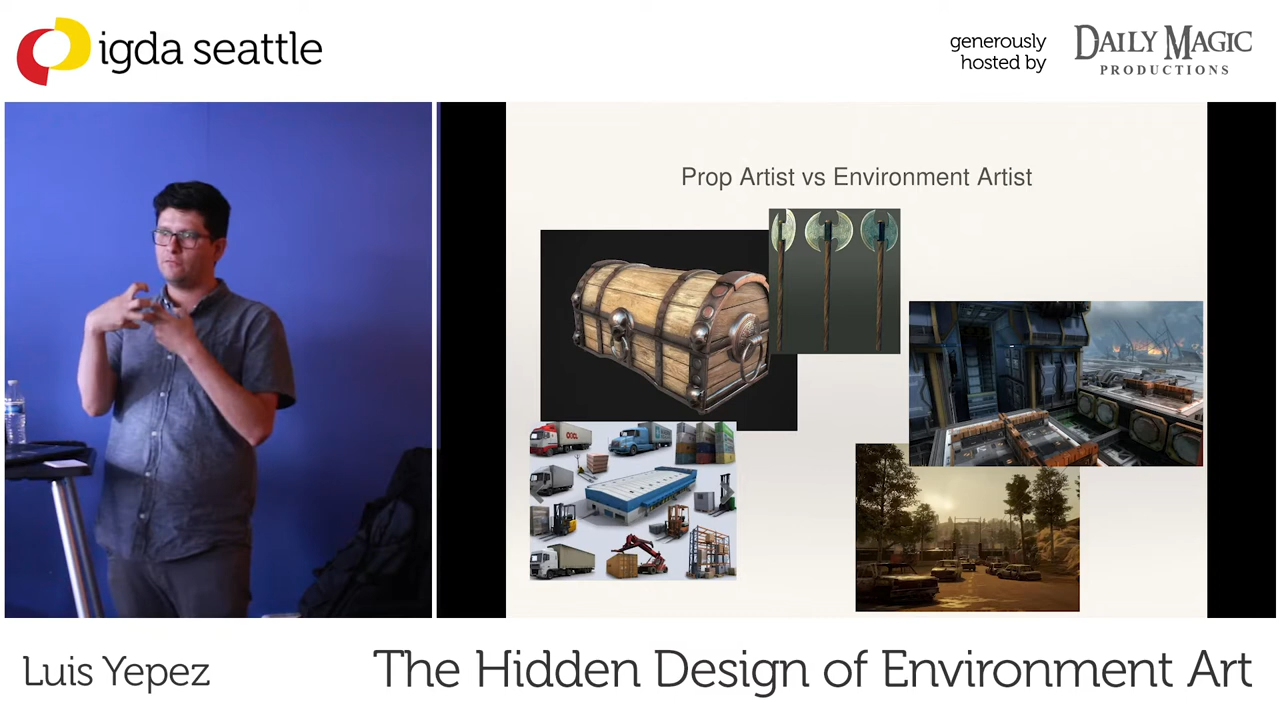 igda seattle
generously
hosted by
DAILY MAGIC
PRODUCTIONS
Prop Artist vs Environment Artist
Luis Yepez
The Hidden Design of Environment Art